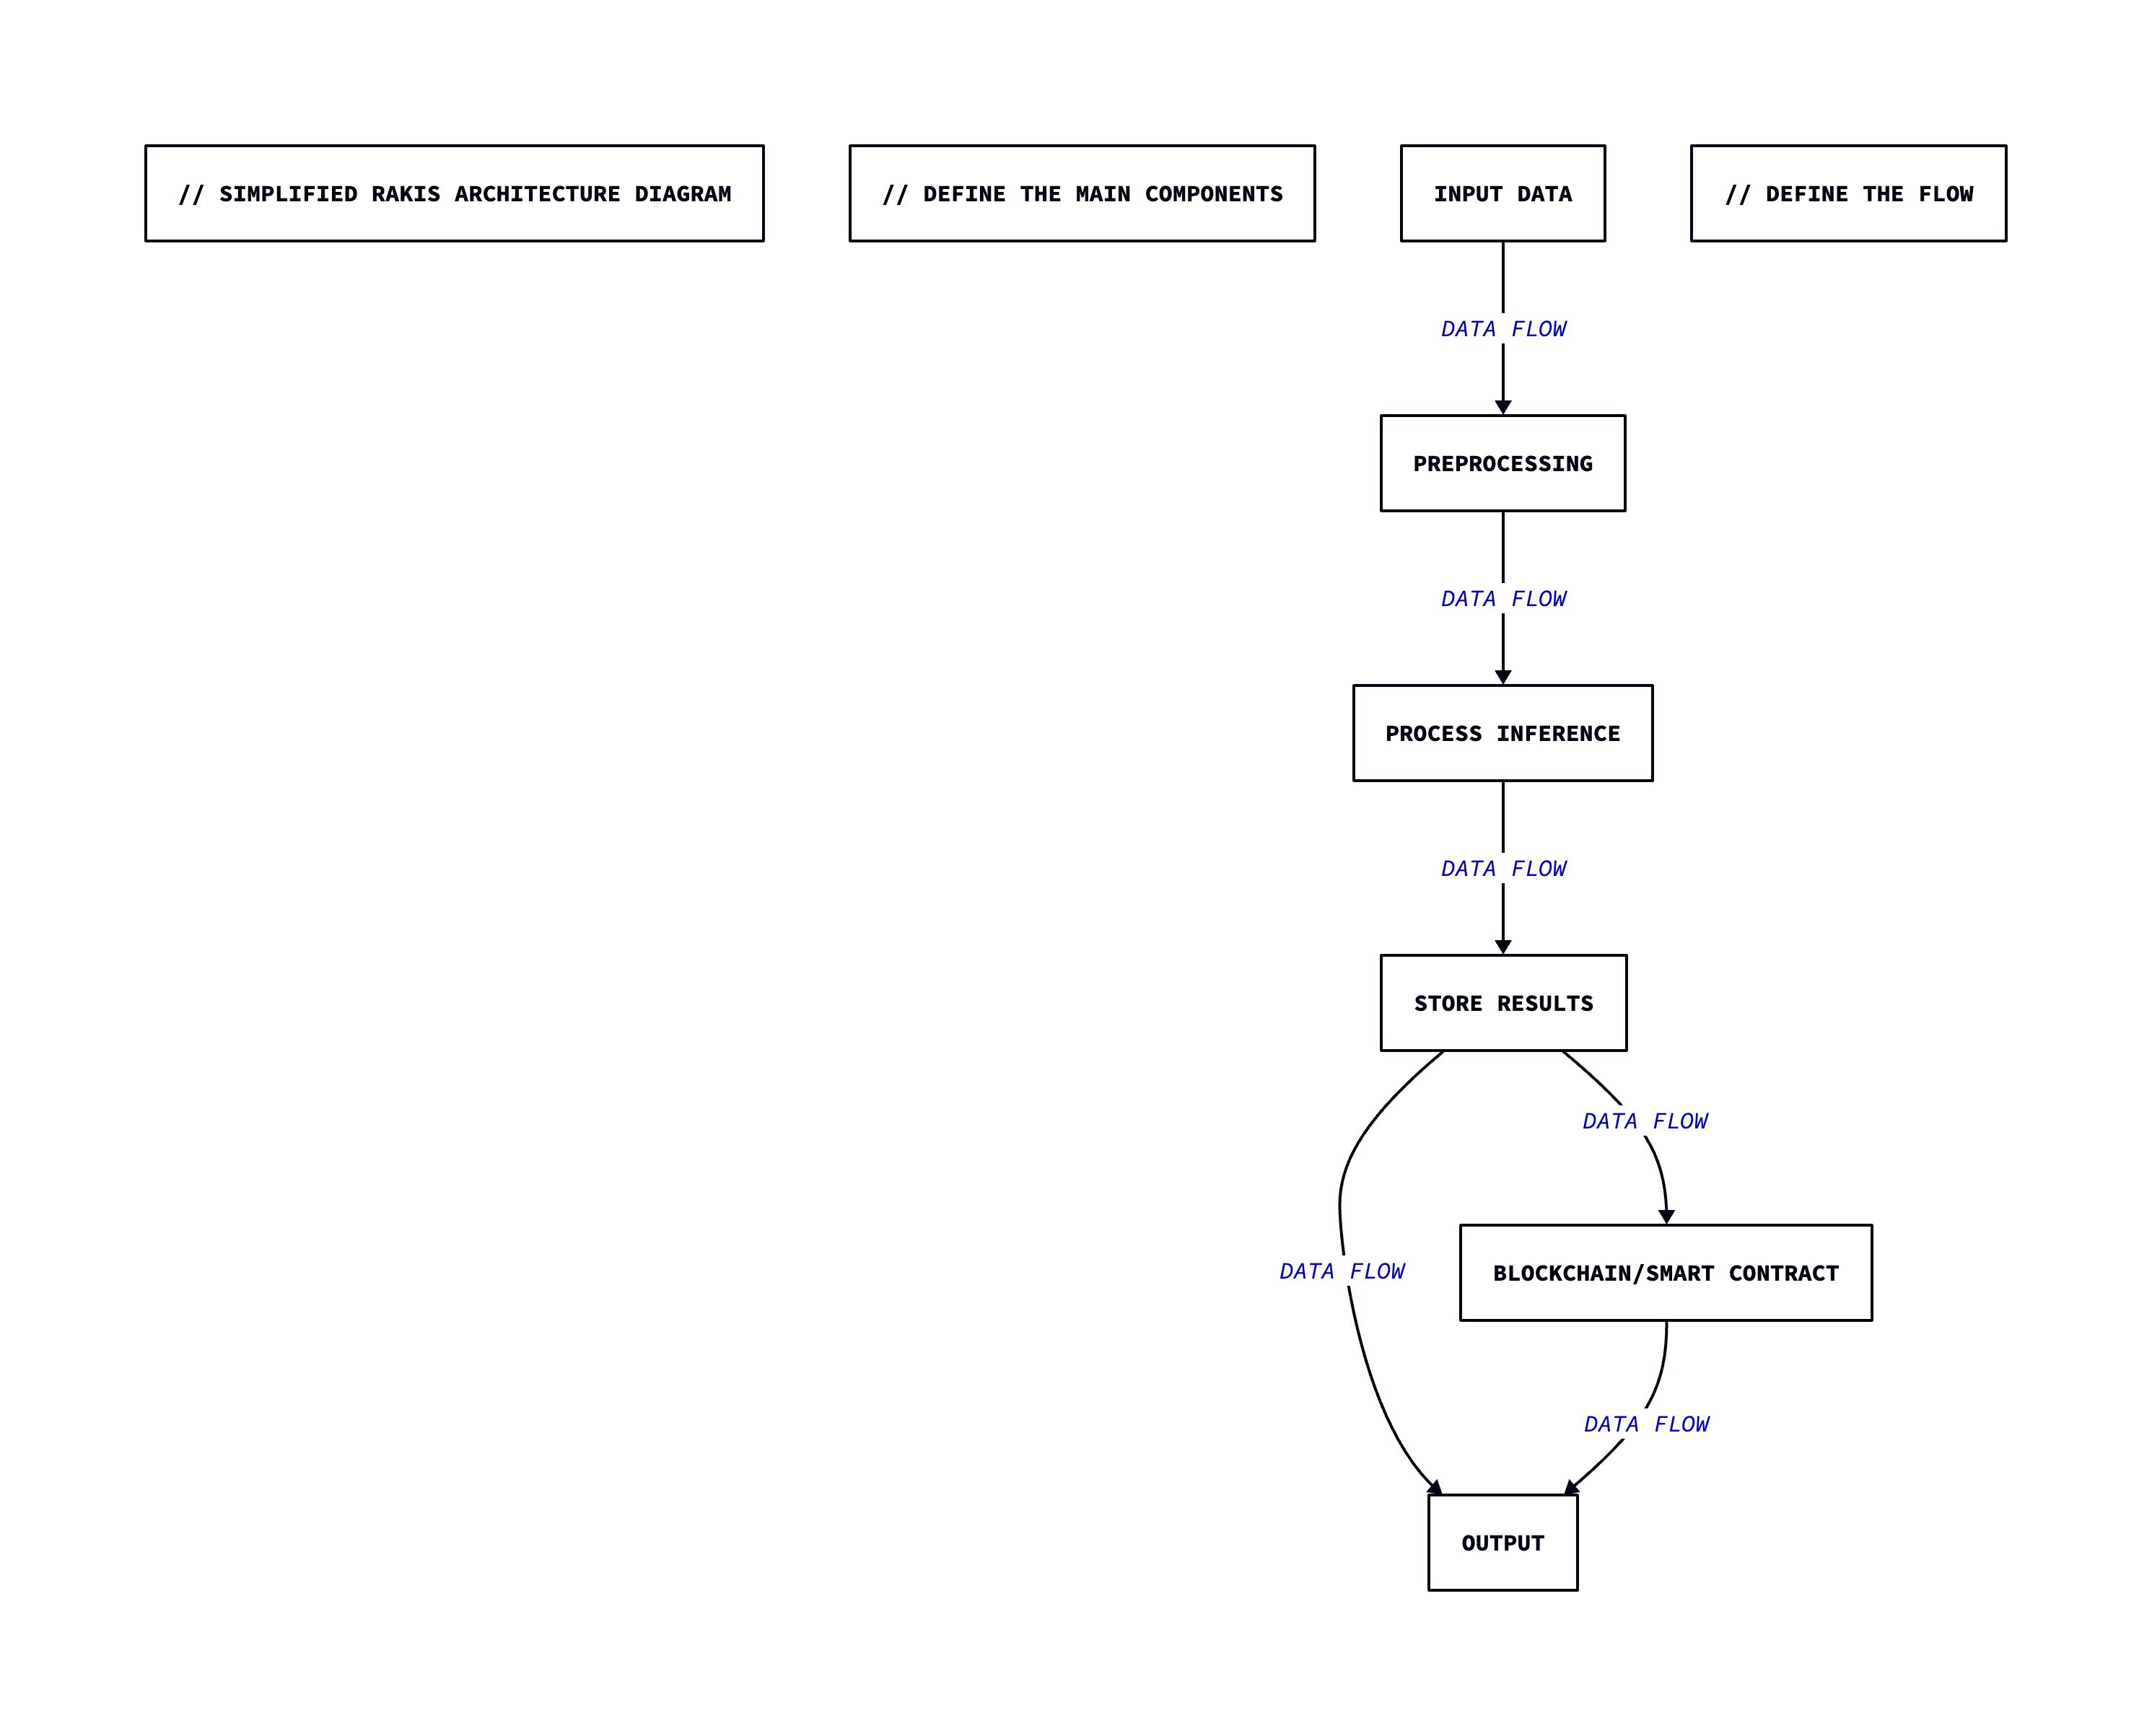 // SIMPLIFIED RAKIS ARCHITECTURE DIAGRAM
// DEFINE THE MAIN COMPONENTS
INPUT DATA
// DEFINE THE FLOW
DATA FLOW
PREPROCESSING
DATA FLOW
PROCESS INFERENCE
DATA FLOW
STORE RESULTS
DATA FLOW
DATA FLOW
BLOCKCHAIN/SMART CONTRACT
DATA FLOW
OUTPUT